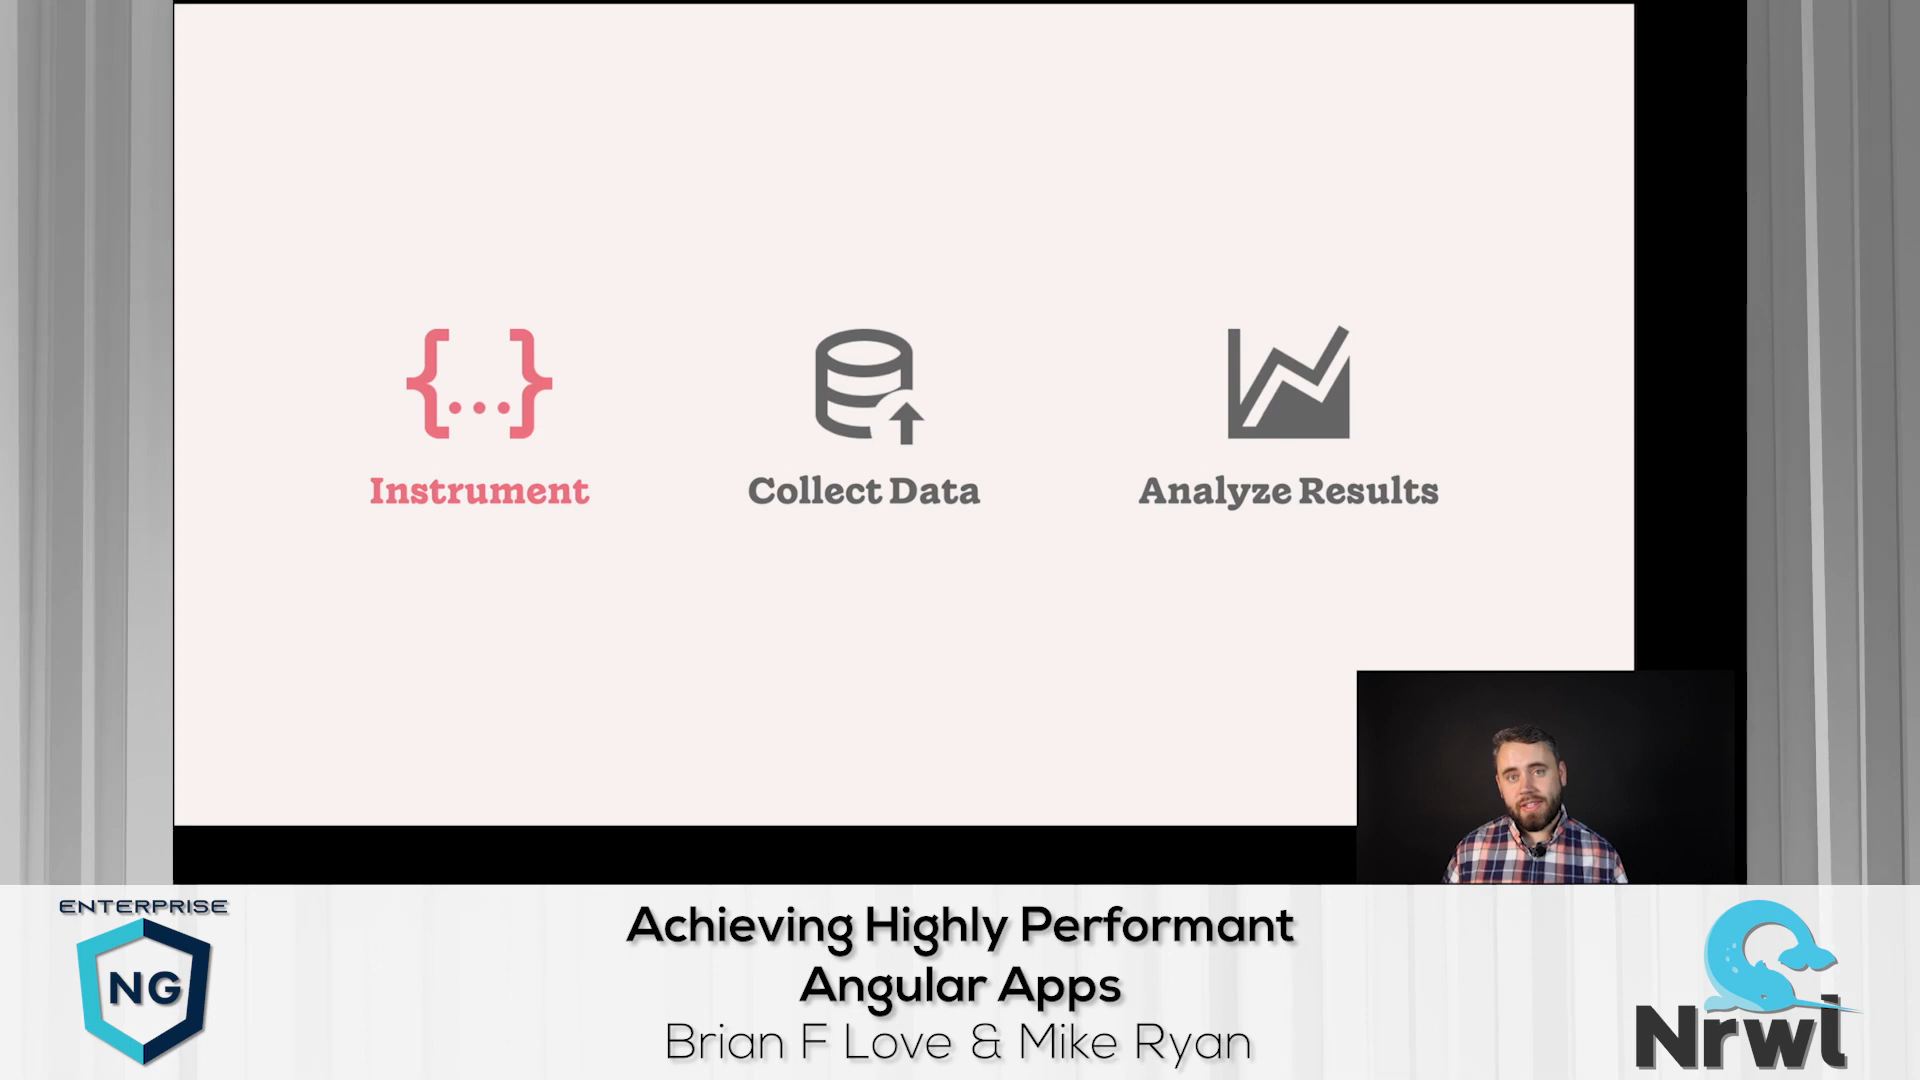 {...}
Instrument
Collect Data
Analyze Results
ENTERPRISE
NG
Achieving Highly Performant
Angular Apps
Brian F Love & Mike Ryan
Nrwl